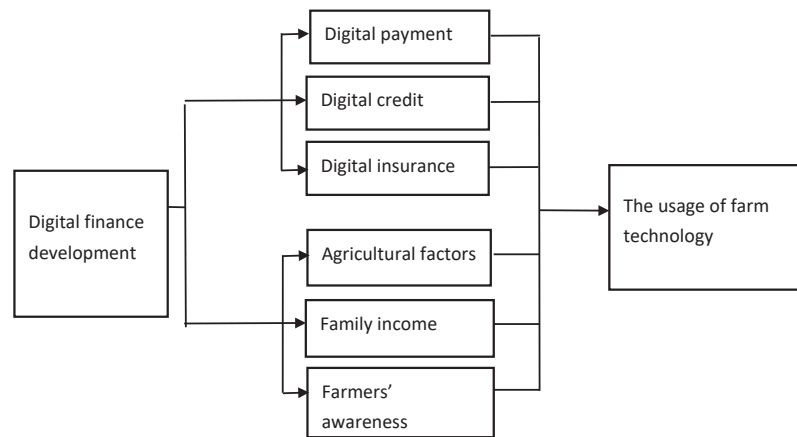 Digital payment
Digital credit
Digital insurance
Digital finance
development
Agricultural factors
Family income
Farmers’
awareness
The usage of farm
technology